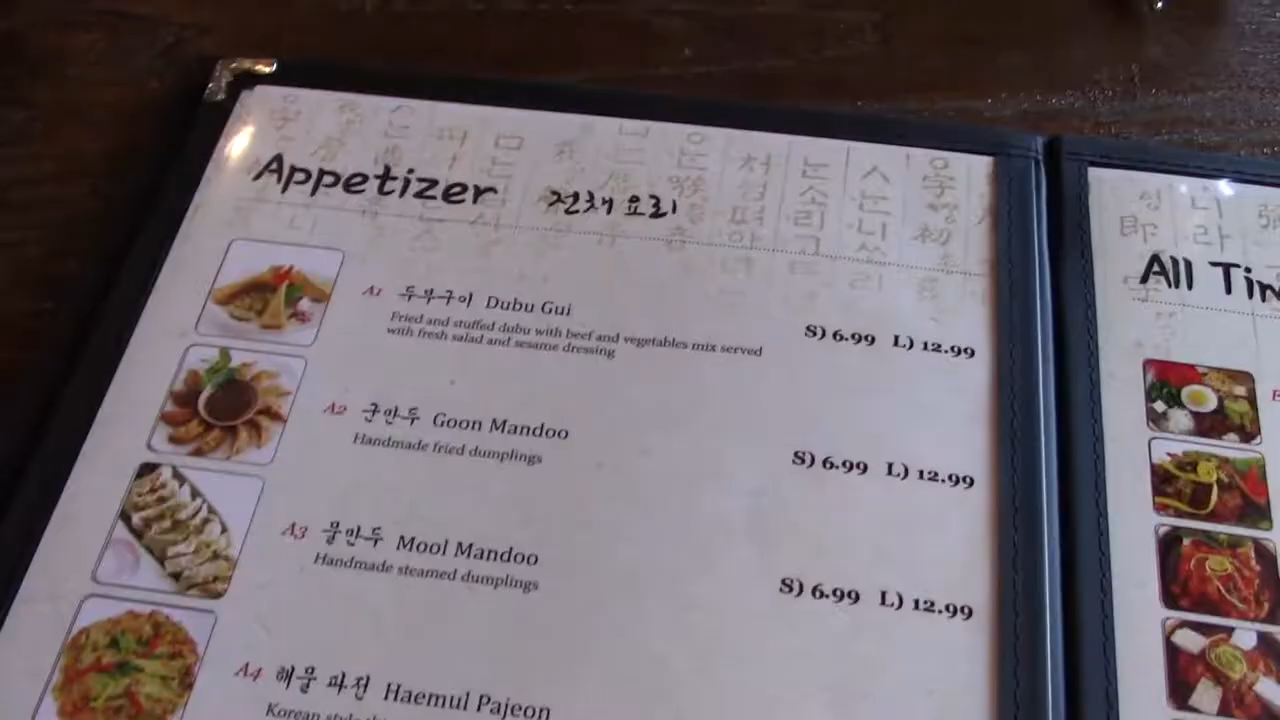 Appetizer 전채 요리
A1 두부구이 Dubu Gui
Fried and stuffed dubu with beef and vegetables mix served
with fresh salad and sesame dressing
S) 6.99 L) 12.99
A2 군만두 Goon Mandoo
Handmade fried dumplings
S) 6.99 L) 12.99
A3 물만두 Mool Mandoo
Handmade steamed dumplings
S) 6.99 L) 12.99
A4 해물 파전 Haemul Pajeon
Korean style
All Tim